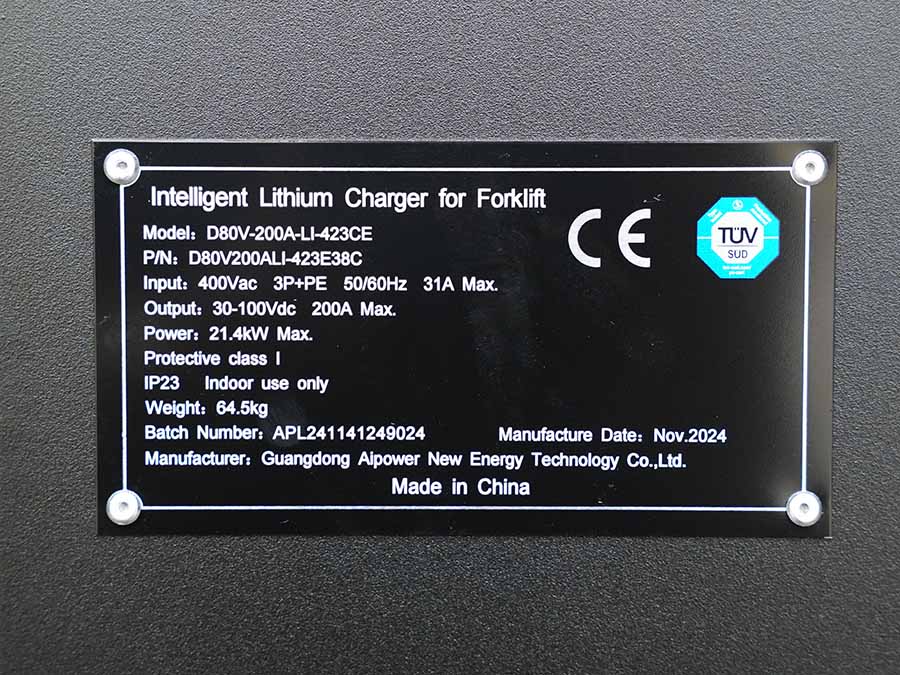 Intelligent Lithium Charger for Forklift
Model: D80V-200A-LI-423CE
P/N: D80V200ALI-423E38C
Input: 400Vac 3P+PE 50/60Hz 31A Max.
Output: 30-100Vdc 200A Max.
Power: 21.4kW Max.
Protective class I
IP23 Indoor use only
Weight: 64.5kg
Batch Number: APL241141249024 Manufacture Date: Nov.2024
Manufacturer: Guangdong Aipower New Energy Technology Co.,Ltd.
Made in China
CE
TÜV
SUD